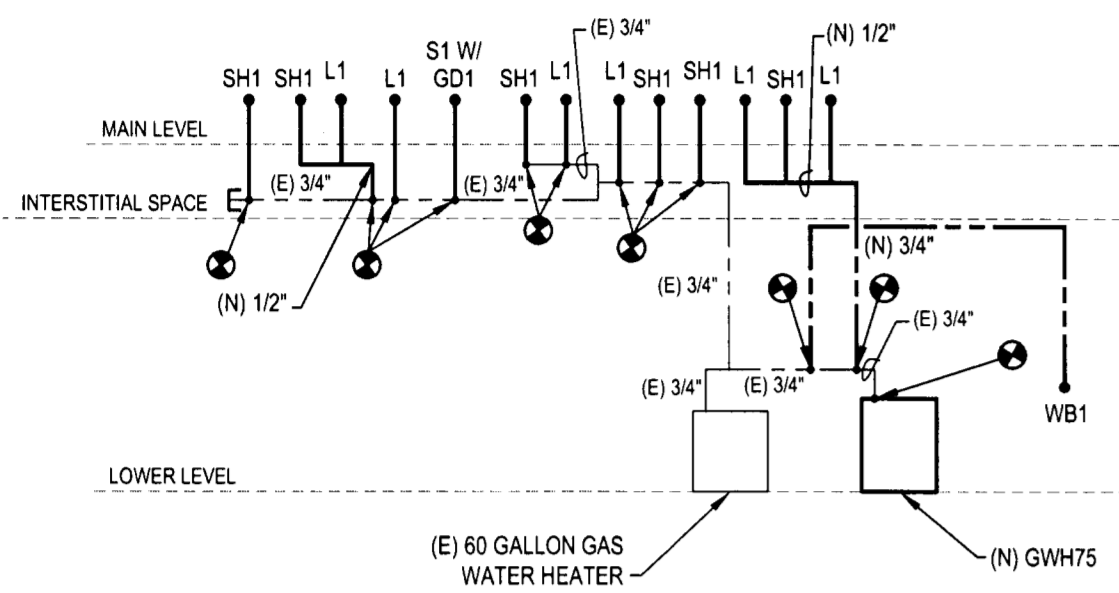 (E) 3/4"
(N) 1/2"
S1 W/
GD1
SH1
SH1
L1
L1
SH1
L1
L1
SH1
SH1
L1
SH1
L1
MAIN LEVEL
(E) 3/4"
(E) 3/4"
INTERSTITIAL SPACE
(N) 3/4"
(N) 1/2"
(E) 3/4"
(E) 3/4"
(E) 3/4"
(E) 3/4"
WB1
LOWER LEVEL
(E) 60 GALLON GAS
WATER HEATER
(N) GWH75